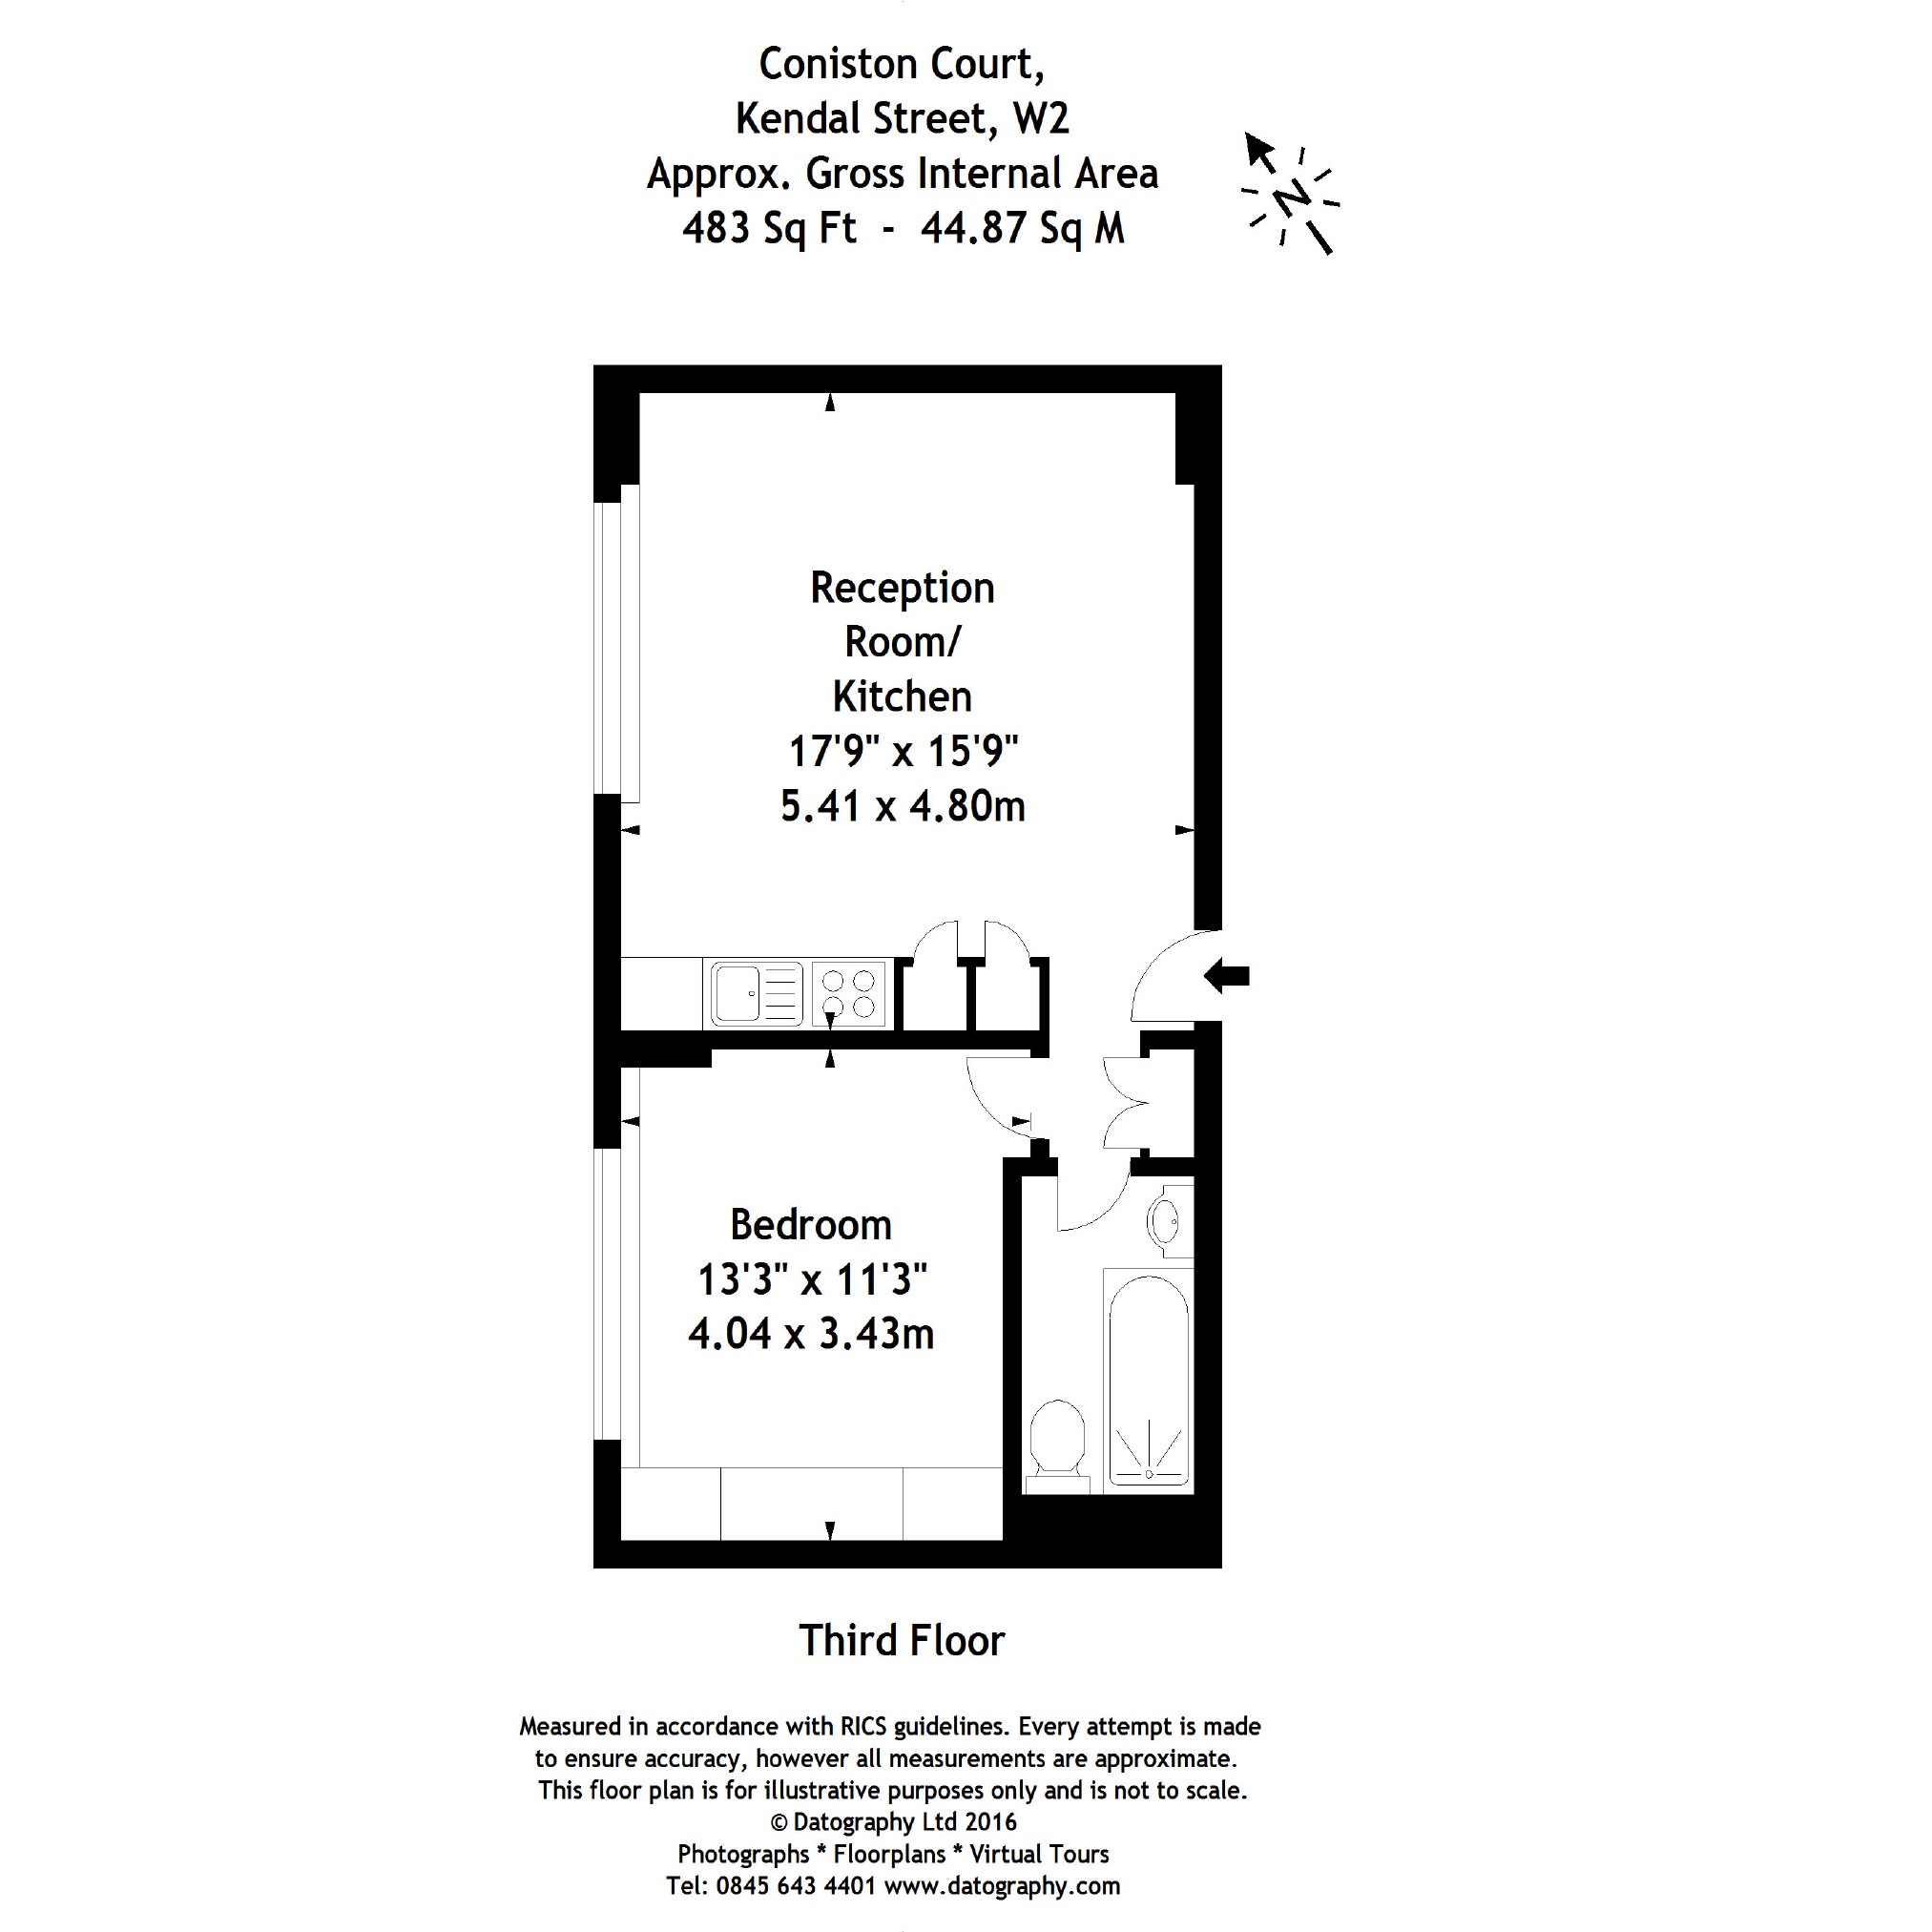 Coniston Court,
Kendal Street, W2
Approx. Gross Internal Area
483 Sq Ft - 44.87 Sq M
N
Reception
Room/
Kitchen
17'9" x 15'9"
5.41 x 4.80m
Bedroom
13'3" x 11'3"
4.04 x 3.43m
Third Floor
Measured in accordance with RICS guidelines. Every attempt is made
to ensure accuracy, however all measurements are approximate.
This floor plan is for illustrative purposes only and is not to scale.
© Datography Ltd 2016
Photographs * Floorplans * Virtual Tours
Tel: 0845 643 4401 www.datography.com